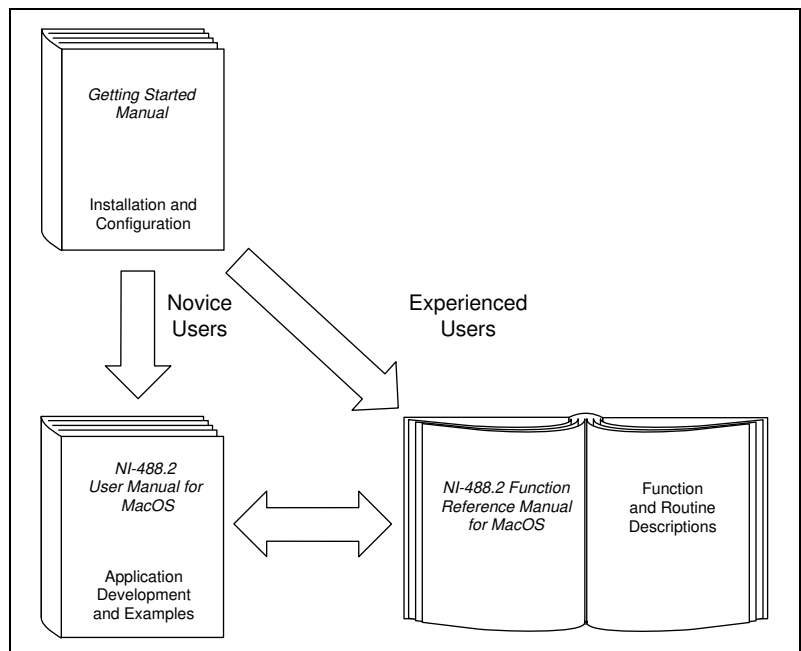 Getting Started
Manual
Installation and
Configuration
Novice
Users
Experienced
Users
NI-488.2
User Manual for
MacOS
Application
Development
and Examples
NI-488.2 Function
Reference Manual
for MacOS
Function
and Routine
Descriptions